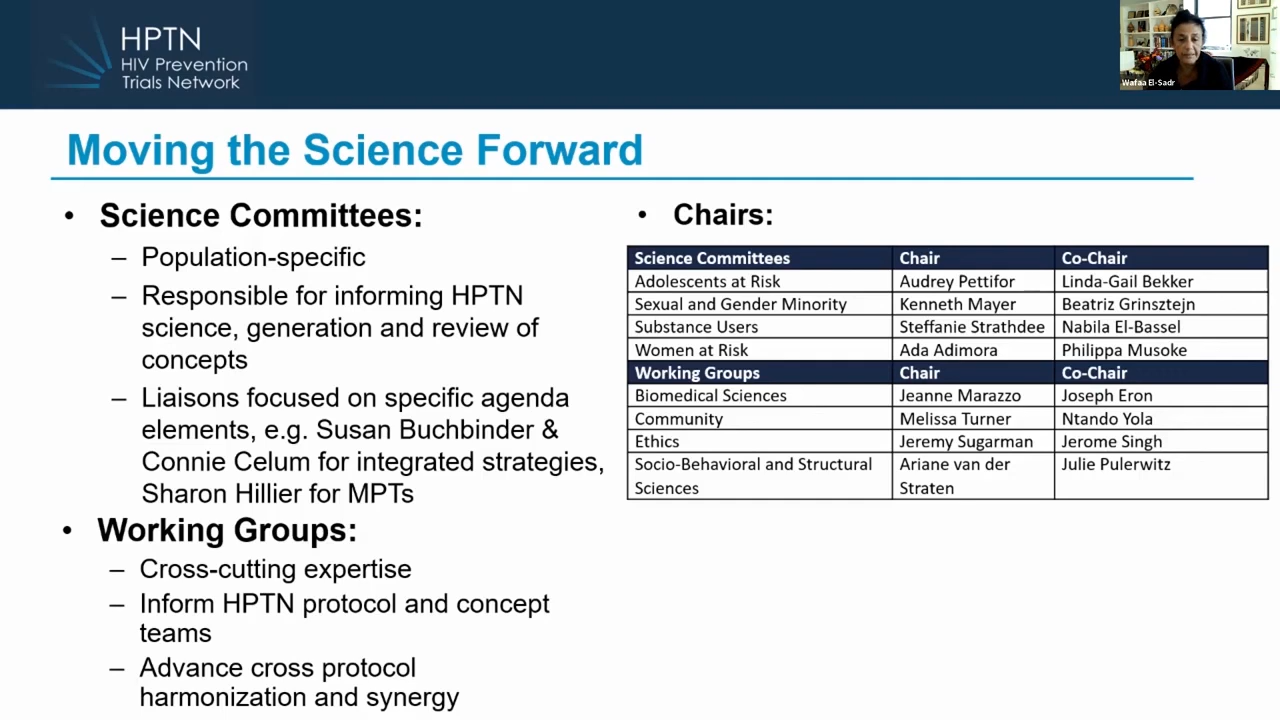 HPTN
HIV Prevention
Trials Network
Wafaa El-Sadr
Moving the Science Forward
• Science Committees:
– Population-specific
– Responsible for informing HPTN
science, generation and review of
concepts
– Liaisons focused on specific agenda
elements, e.g. Susan Buchbinder &
Connie Celum for integrated strategies,
Sharon Hillier for MPTs
• Working Groups:
– Cross-cutting expertise
– Inform HPTN protocol and concept
teams
– Advance cross protocol
harmonization and synergy
• Chairs:
Science Committees Chair Co-Chair
Adolescents at Risk Audrey Pettifor Linda-Gail Bekker
Sexual and Gender Minority Kenneth Mayer Beatriz Grinsztejn
Substance Users Steffanie Strathdee Nabila El-Bassel
Women at Risk Ada Adimora Philippa Musoke
Working Groups Chair Co-Chair
Biomedical Sciences Jeanne Marazzo Joseph Eron
Community Melissa Turner Ntando Yola
Ethics Jeremy Sugarman Jerome Singh
Socio-Behavioral and Structural Ariane van der Julie Pulerwitz
Sciences Straten